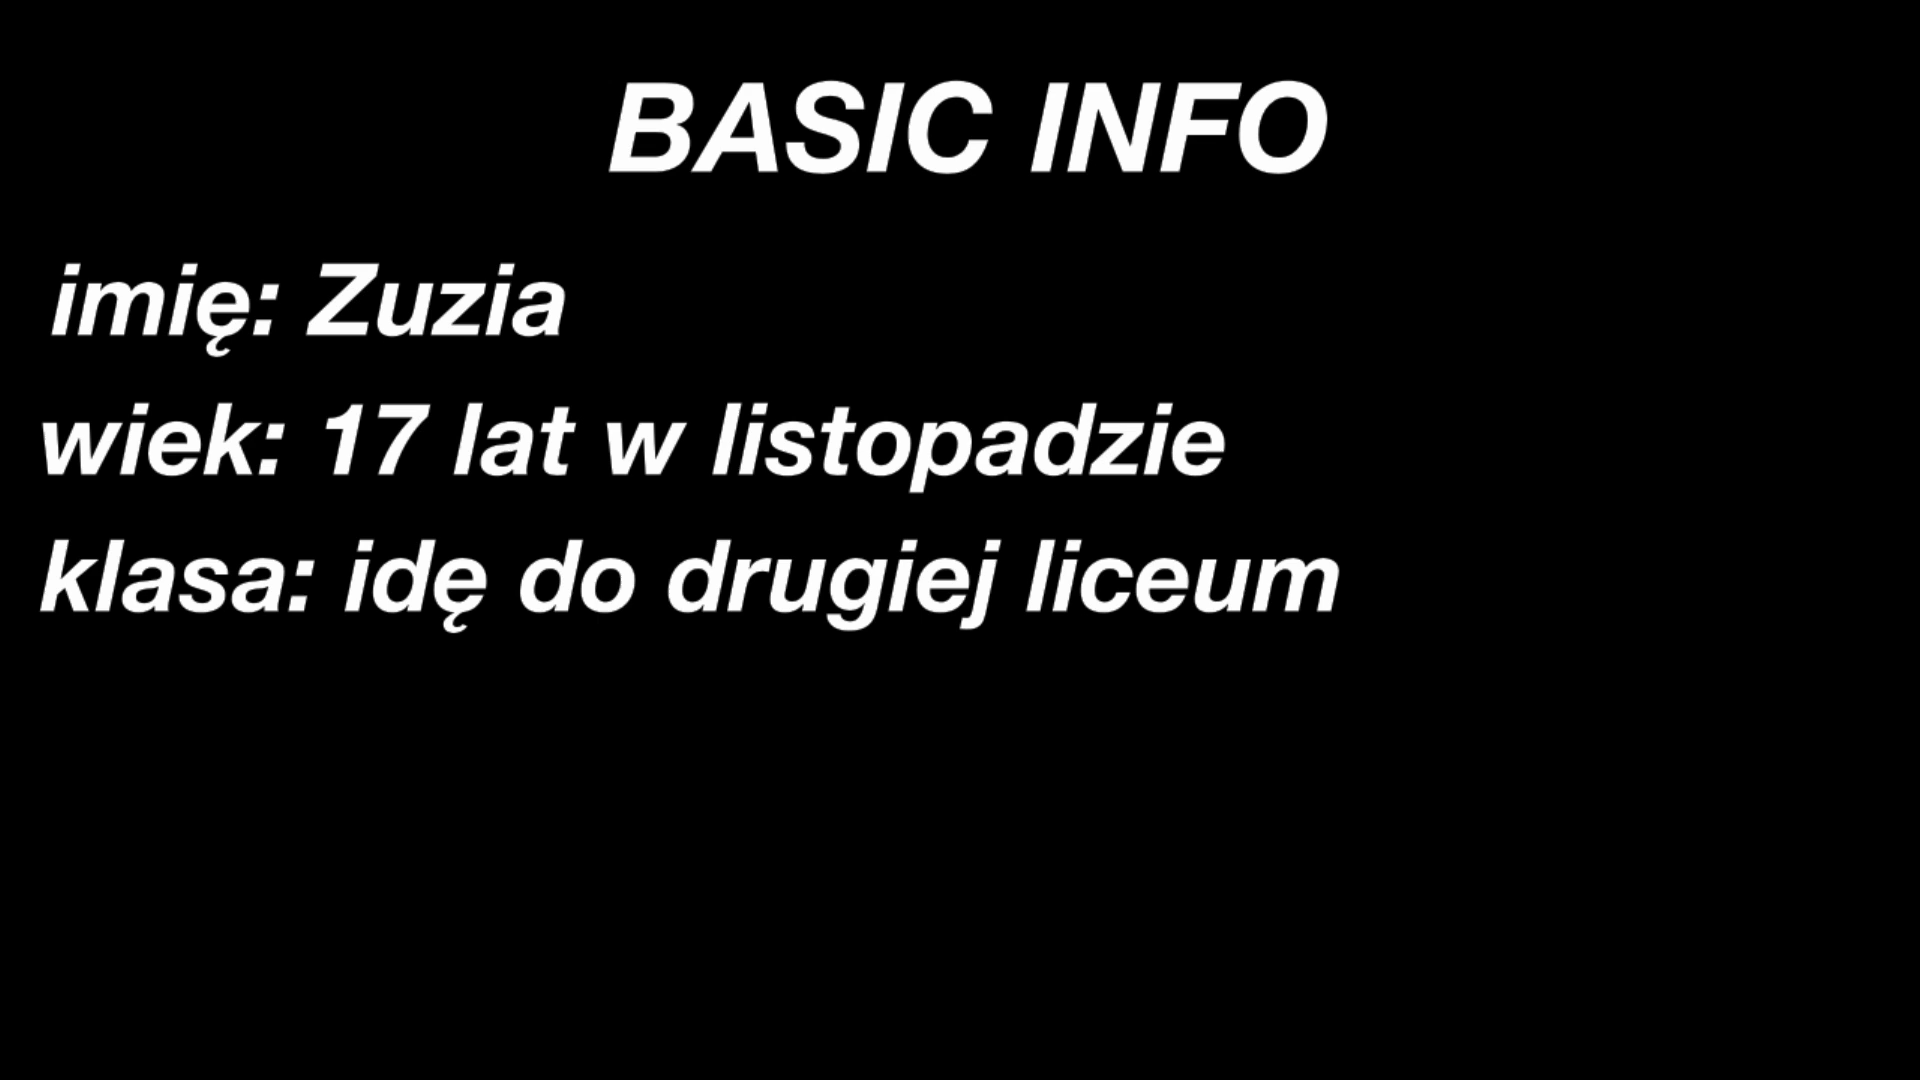 BASIC INFO
imię: Zuzia
wiek: 17 lat w listopadzie
klasa: idę do drugiej liceum